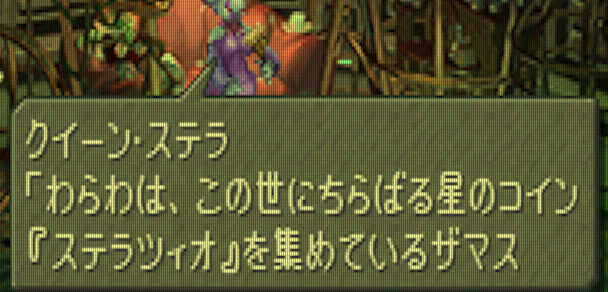 クイーン・ステラ
「わらわは、この世にちらばる星のコイン
『ステラツィオ』を集めているザマス